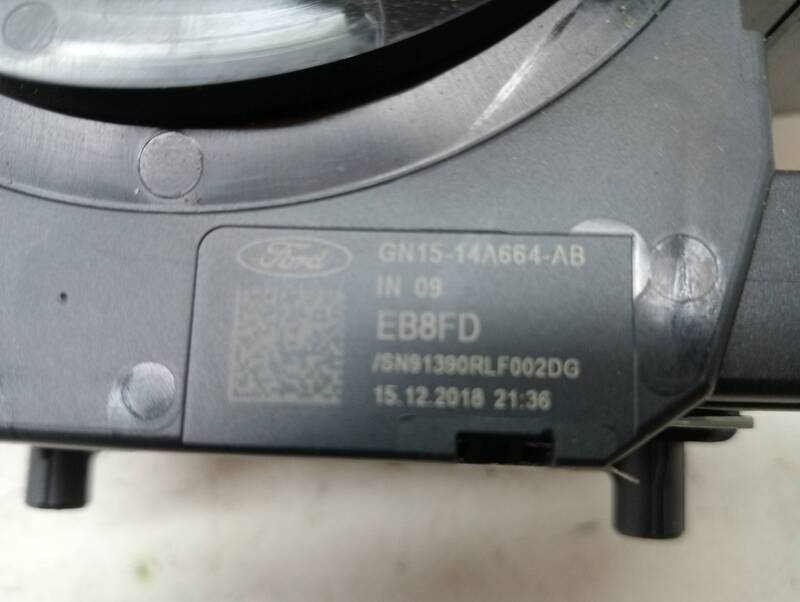 Ford
GN15-14A664-AB
IN 09
EB8FD
/SN91390RLF002DG
15.12.2018 21:36